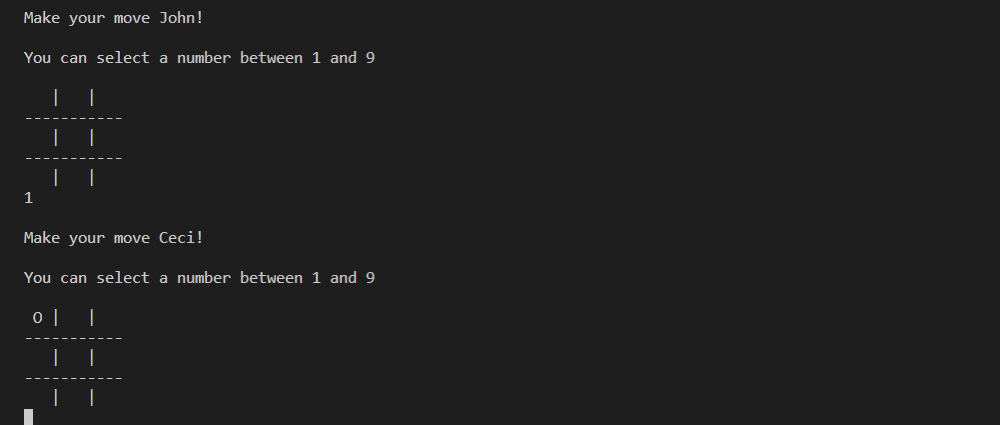 Make your move John!
You can select a number between 1 and 9
   |   |
-----------
   |   |
-----------
   |   |
1
Make your move Ceci!
You can select a number between 1 and 9
 O |   |
-----------
   |   |
-----------
   |   |